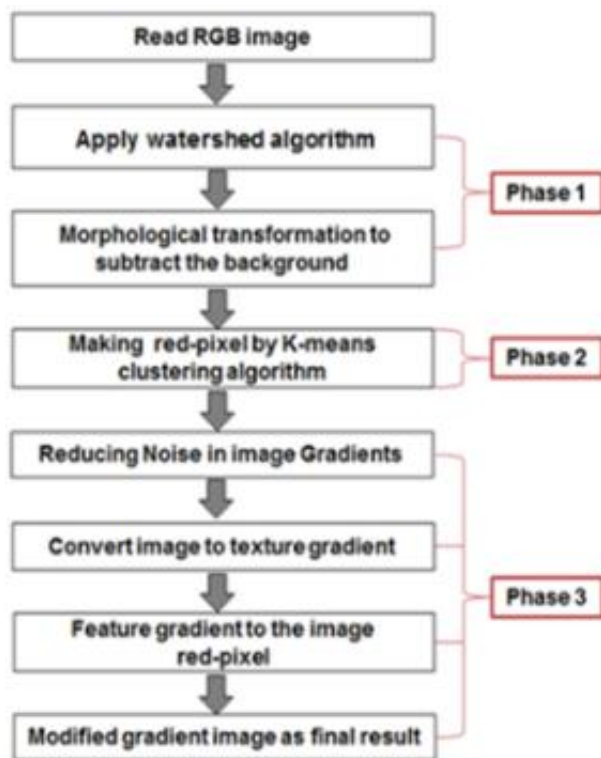 Read RGB image
Apply watershed algorithm
Phase 1
Morphological transformation to
subtract the background
Making red-pixel by K-means
clustering algorithm
Phase 2
Reducing Noise in image Gradients
Convert image to texture gradient
Phase 3
Feature gradient to the image
red-pixel
Modified gradient image as final result